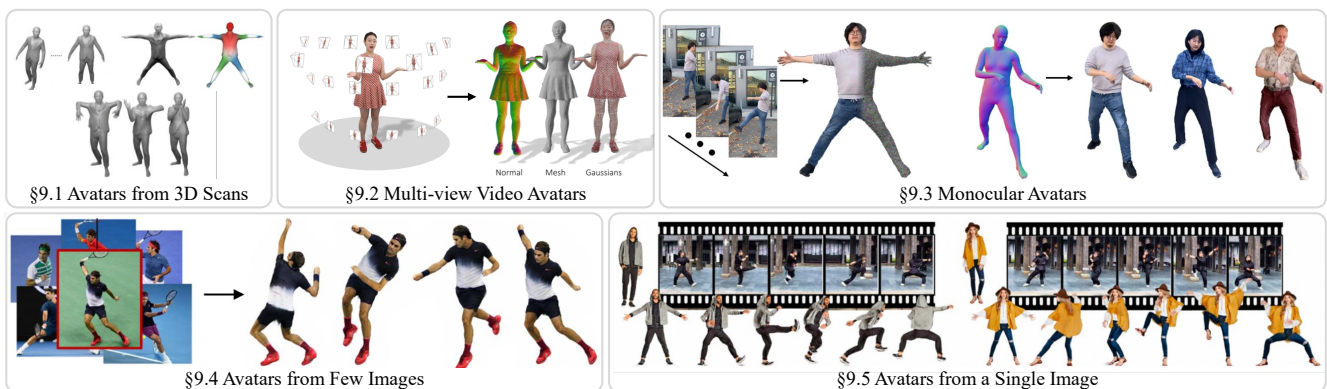 Normal
Mesh
Gaussians
§9.1 Avatars from 3D Scans
§9.2 Multi-view Video Avatars
§9.3 Monocular Avatars
§9.4 Avatars from Few Images
§9.5 Avatars from a Single Image